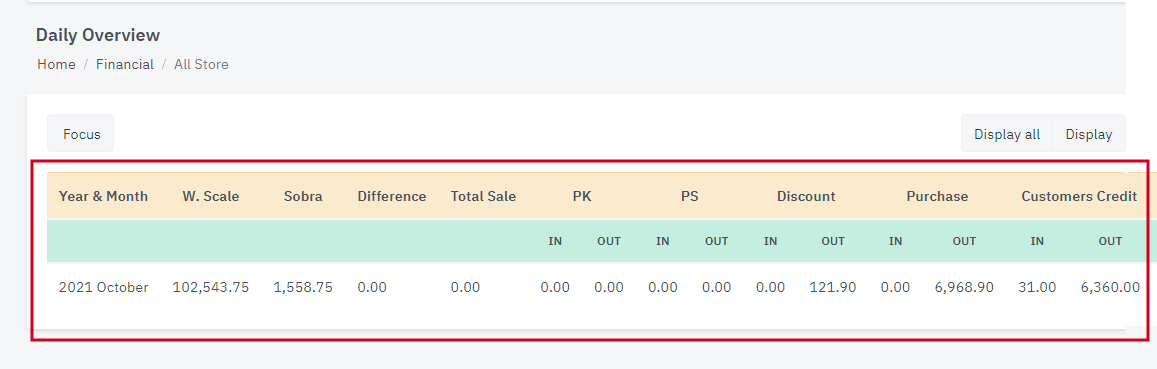 Daily Overview
Home / Financial / All Store
Focus Display all Display
Year & Month W. Scale Sobra Difference Total Sale PK PS Discount Purchase Customers Credit
IN OUT IN OUT IN OUT IN OUT IN OUT
2021 October 102,543.75 1,558.75 0.00 0.00 0.00 0.00 0.00 0.00 0.00 121.90 0.00 6,968.90 31.00 6,360.00